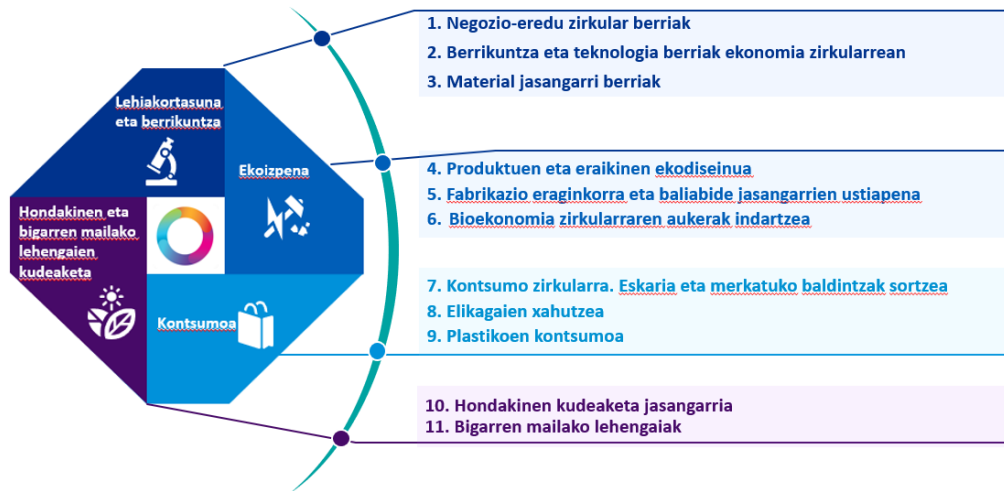 Lehiakortasuna
eta berrikuntza
Ekoizpena
Hondakinen eta
bigarren mailako
lehengaien
kudeaketa
Kontsumoa
1. Negozio-eredu zirkular berriak
2. Berrikuntza eta teknologia berriak ekonomia zirkularrean
3. Material jasangarri berriak
4. Produktuen eta eraikinen ekodiseinua
5. Fabrikazio eraginkorra eta baliabide jasangarrien ustiapena
6. Bioekonomia zirkularraren aukerak indartzea
7. Kontsumo zirkularra. Eskaria eta merkatuko baldintzak sortzea
8. Elikagaien xahutzea
9. Plastikoen kontsumoa
10. Hondakinen kudeaketa jasangarria
11. Bigarren mailako lehengaiak